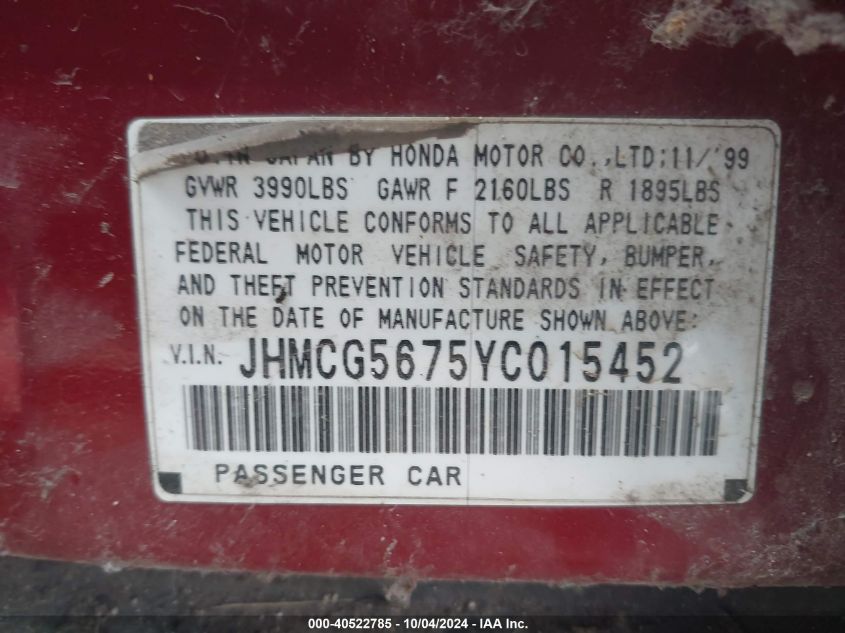 JAPAN BY HONDA MOTOR CO.,LTD;11/'99
GVWR 3990LBS GAWR F 2160LBS R 1895LBS
THIS VEHICLE CONFORMS TO ALL APPLICABLE
FEDERAL MOTOR VEHICLE SAFETY, BUMPER,
AND THEFT PREVENTION STANDARDS IN EFFECT
ON THE DATE OF MANUFACTURE SHOWN ABOVE:
V.I.N. JHMCG5675YC015452
PASSENGER CAR
000-40522785 - 10/04/2024 - IAAI Inc.